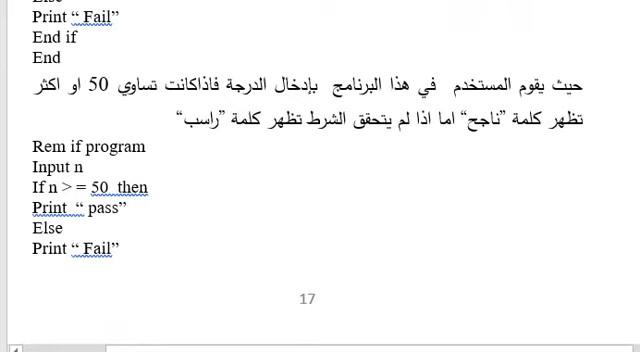 Print “ Fail”
End if
End
حيث يقوم المستخدم في هذا البرنامج بإدخال الدرجة فاذاكانت تساوي 50 او اكثر
تظهر كلمة ”ناجح“ اما اذا لم يتحقق الشرط تظهر كلمة ”راسب“
Rem if program
Input n
If n > = 50 then
Print “ pass”
Else
Print “ Fail”
17